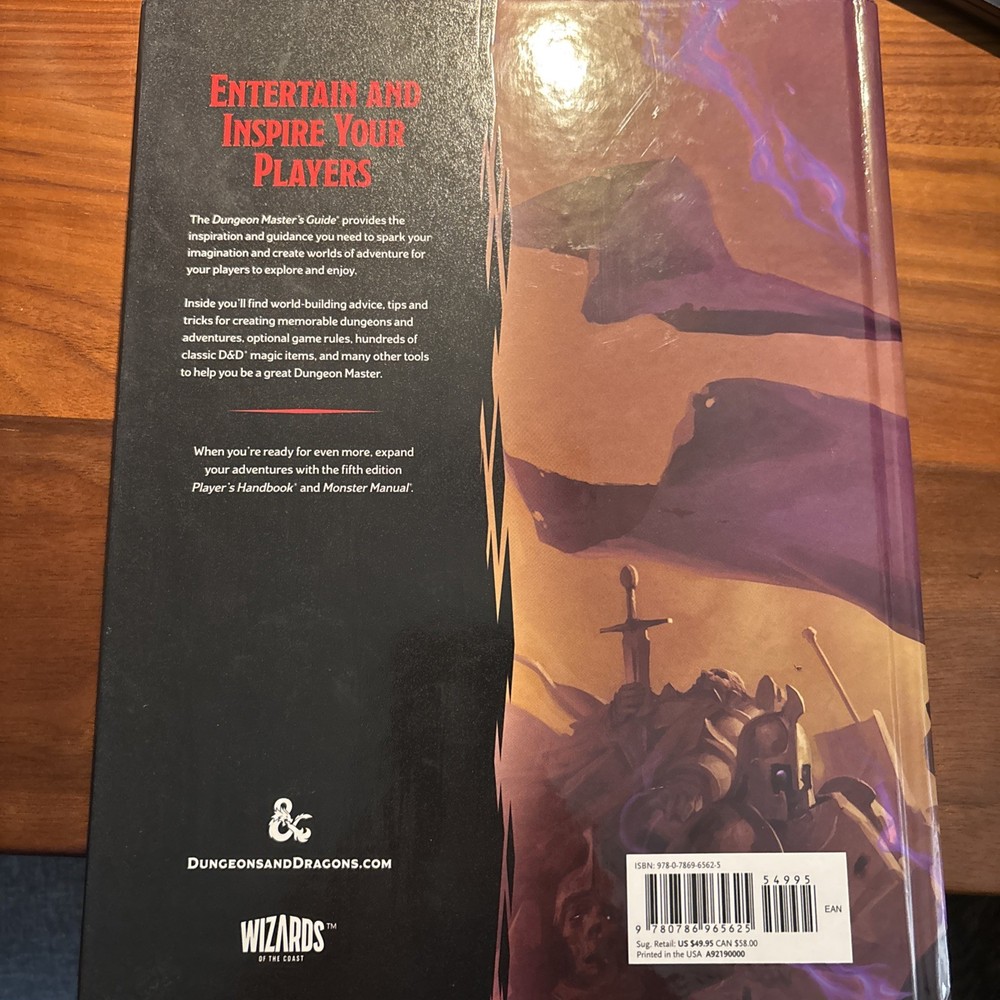 ENTERTAIN AND
INSPIRE YOUR
PLAYERS
The Dungeon Master's Guide® provides the
inspiration and guidance you need to spark your
imagination and create worlds of adventure for
your players to explore and enjoy.
Inside you'll find world-building advice, tips and
tricks for creating memorable dungeons and
adventures, optional game rules, hundreds of
classic D&D® magic items, and many other tools
to help you be a great Dungeon Master.
When you're ready for even more, expand
your adventures with the fifth edition
Player's Handbook® and Monster Manual®.
&
DUNGEONSANDDRAGONS.COM
WIZARDS™
OF THE COAST
ISBN: 978-0-7869-6562-5
54995
EAN
9 780786 965625
Sug. Retail: US $49.95 CAN $58.00
Printed in the USA A92190000